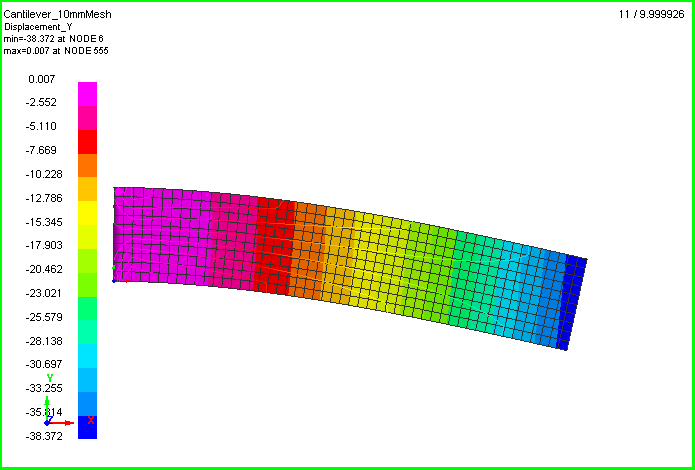 Cantilever_10mmMesh
11 / 9.999926
Displacement_Y
min=-38.372 at NODE 6
max=0.007 at NODE 555
0.007
-2.552
-5.110
-7.669
-10.228
-12.786
-15.345
-17.903
-20.462
-23.021
-25.579
-28.138
-30.697
-33.255
Y
-35.814
Z X
-38.372